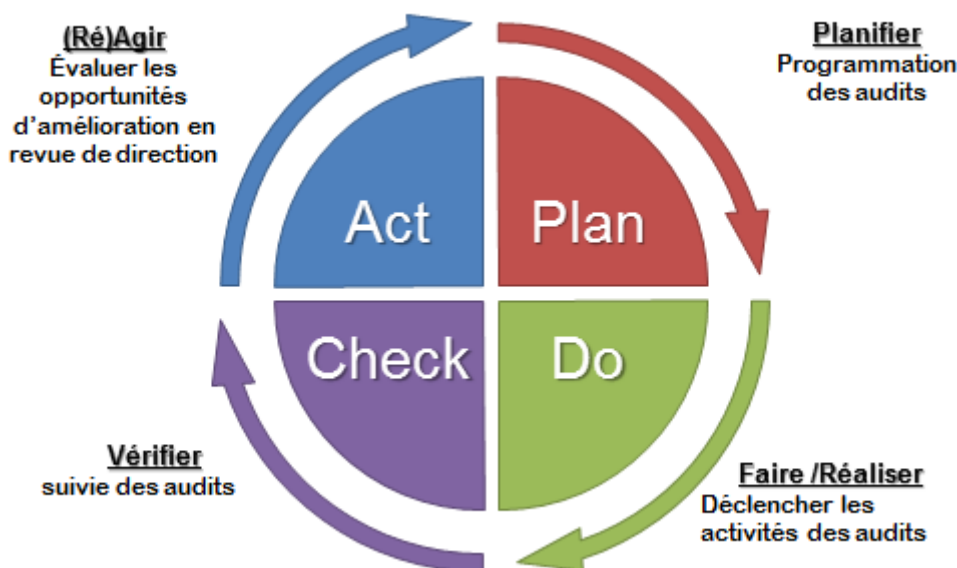 (Ré)Agir
Évaluer les
opportunités
d'amélioration en
revue de direction
Planifier
Programmation
des audits
Act
Plan
Check
Do
Vérifier
suivie des audits
Faire /Réaliser
Déclencher les
activités des audits